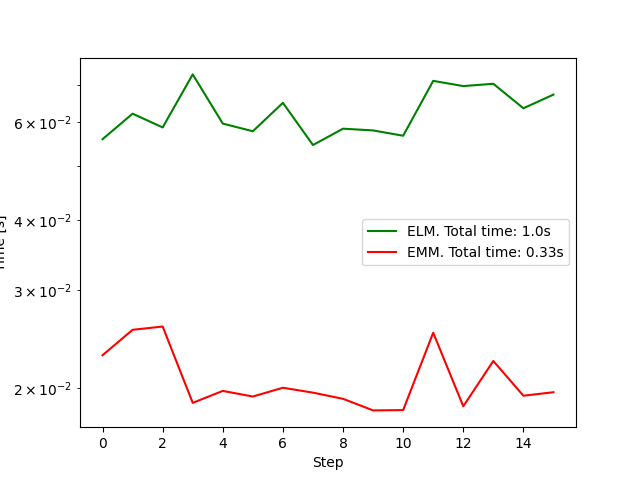 6 × 10⁻²
4 × 10⁻²
3 × 10⁻²
2 × 10⁻²
Time [s]
ELM. Total time: 1.0s
EMM. Total time: 0.33s
0 2 4 6 8 10 12 14
Step